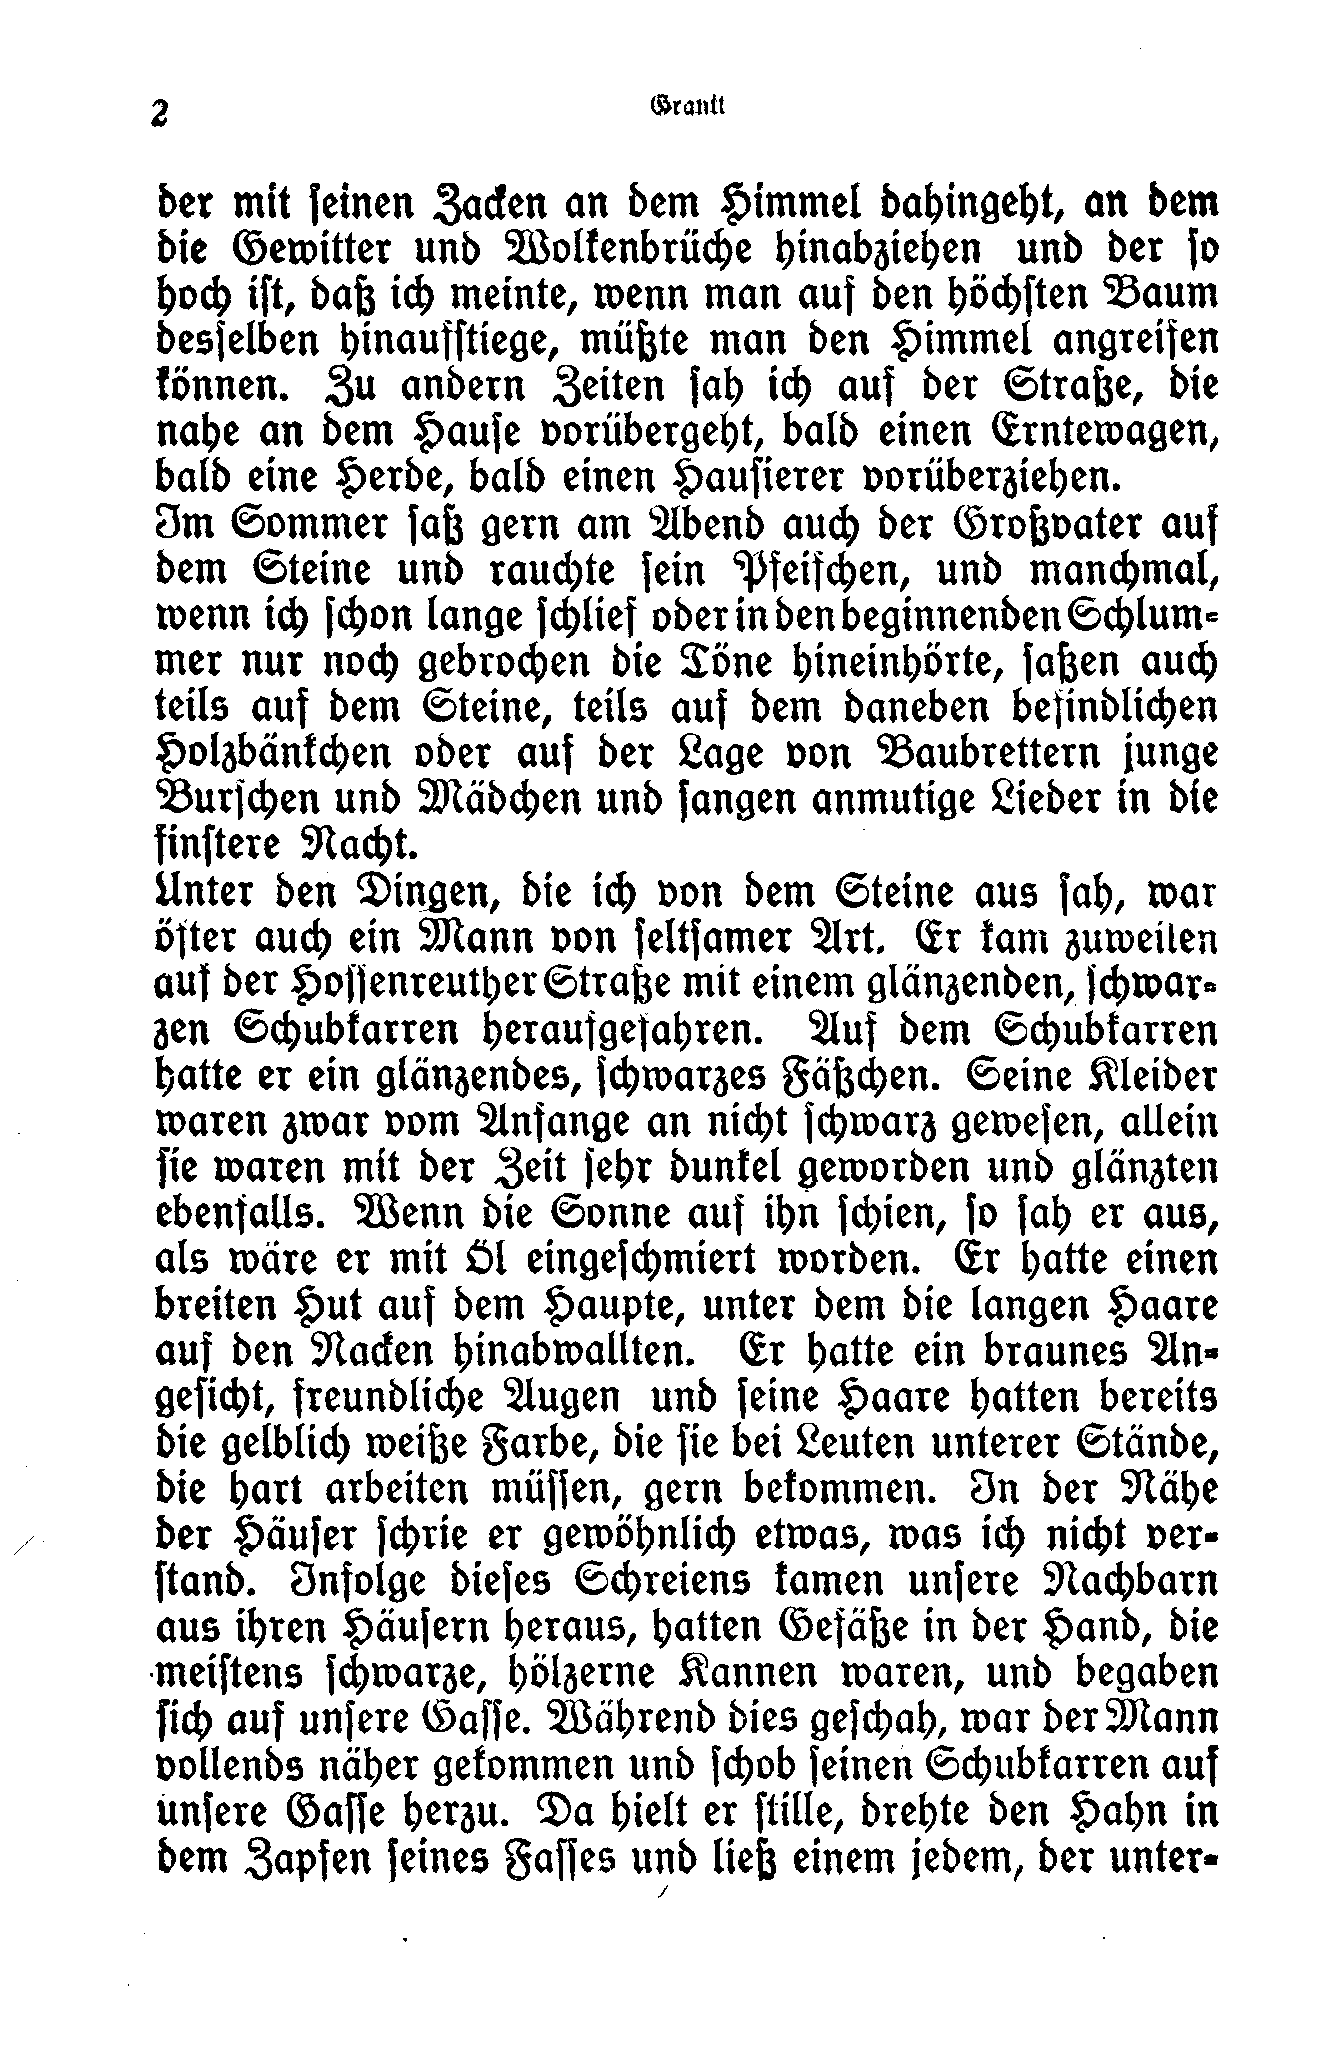 2
Granit
der mit ſeinen Zacken an dem Himmel dahingeht, an dem
die Gewitter und Wolkenbrüche hinabziehen und der ſo
hoch iſt, daß ich meinte, wenn man auf den höchſten Baum
desſelben hinaufſtiege, müßte man den Himmel angreifen
können. Zu andern Zeiten ſah ich auf der Straße, die
nahe an dem Hauſe vorübergeht, bald einen Erntewagen,
bald eine Herde, bald einen Hauſierer vorüberziehen.
Im Sommer ſaß gern am Abend auch der Großvater auf
dem Steine und rauchte ſein Pfeifchen, und manchmal,
wenn ich ſchon lange ſchlief oder in den beginnenden Schlum⸗
mer nur noch gebrochen die Töne hineinhörte, ſaßen auch
teils auf dem Steine, teils auf dem daneben befindlichen
Holzbänkchen oder auf der Lage von Baubrettern junge
Burſchen und Mädchen und ſangen anmutige Lieder in die
finſtere Nacht.
Unter den Dingen, die ich von dem Steine aus ſah, war
öfter auch ein Mann von ſeltſamer Art. Er kam zuweilen
auf der Hoſſenreuther Straße mit einem glänzenden, ſchwar⸗
zen Schubkarren heraufgefahren. Auf dem Schubkarren
hatte er ein glänzendes, ſchwarzes Fäßchen. Seine Kleider
waren zwar vom Anfange an nicht ſchwarz geweſen, allein
ſie waren mit der Zeit ſehr dunkel geworden und glänzten
ebenfalls. Wenn die Sonne auf ihn ſchien, ſo ſah er aus,
als wäre er mit Öl eingeſchmiert worden. Er hatte einen
breiten Hut auf dem Haupte, unter dem die langen Haare
auf den Nacken hinabwallten. Er hatte ein braunes An⸗
geſicht, freundliche Augen und ſeine Haare hatten bereits
die gelblich weiße Farbe, die ſie bei Leuten unterer Stände,
die hart arbeiten müſſen, gern bekommen. In der Nähe
der Häuſer ſchrie er gewöhnlich etwas, was ich nicht ver⸗
ſtand. Infolge dieſes Schreiens kamen unſere Nachbarn
aus ihren Häuſern heraus, hatten Gefäße in der Hand, die
meiſtens ſchwarze, hölzerne Kannen waren, und begaben
ſich auf unſere Gaſſe. Während dies geſchah, war der Mann
vollends näher gekommen und ſchob ſeinen Schubkarren auf
unſere Gaſſe herzu. Da hielt er ſtille, drehte den Hahn in
dem Zapfen ſeines Faſſes und ließ einem jedem, der unter⸗